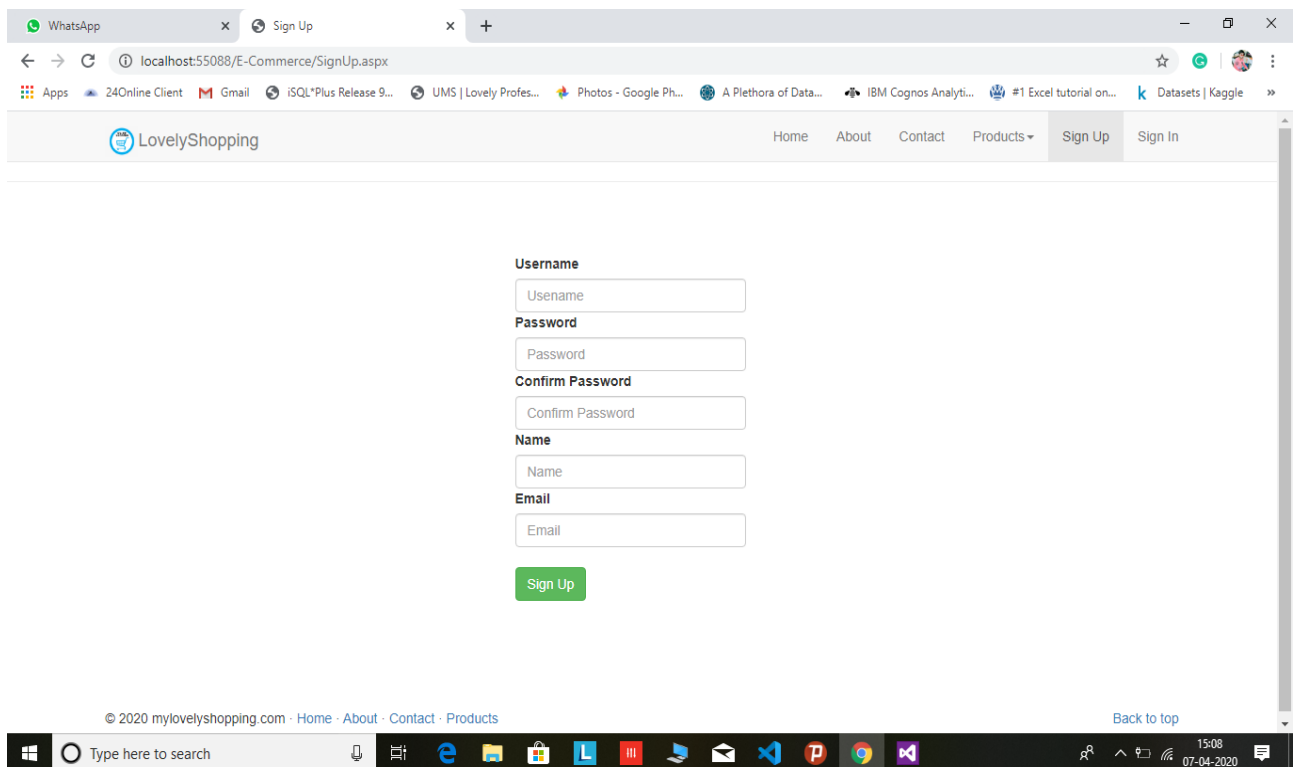 WhatsApp
Sign Up
localhost:55088/E-Commerce/SignUp.aspx
Apps 24Online Client Gmail iSQL*Plus Release 9... UMS | Lovely Profes... Photos - Google Ph... A Plethora of Data... IBM Cognos Analyti... #1 Excel tutorial on... Datasets | Kaggle »
LovelyShopping Home About Contact Products Sign Up Sign In
Username
Usename
Password
Password
Confirm Password
Confirm Password
Name
Name
Email
Email
Sign Up
© 2020 mylovelyshopping.com · Home · About · Contact · Products Back to top
Type here to search
15:08
07-04-2020